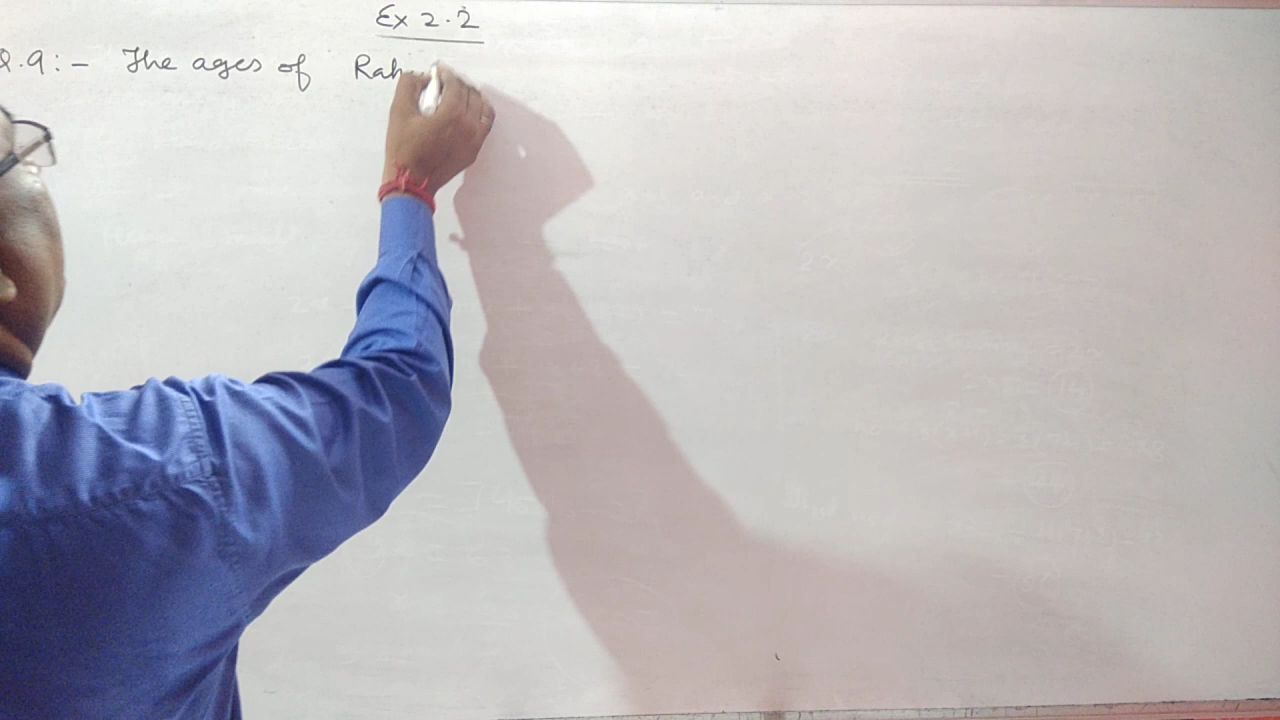 Ex 2.2
Q.9:- The ages of Rah